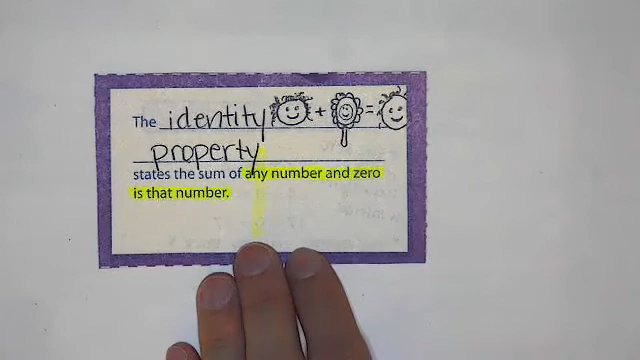 The identity + =
property
states the sum of any number and zero
is that number.